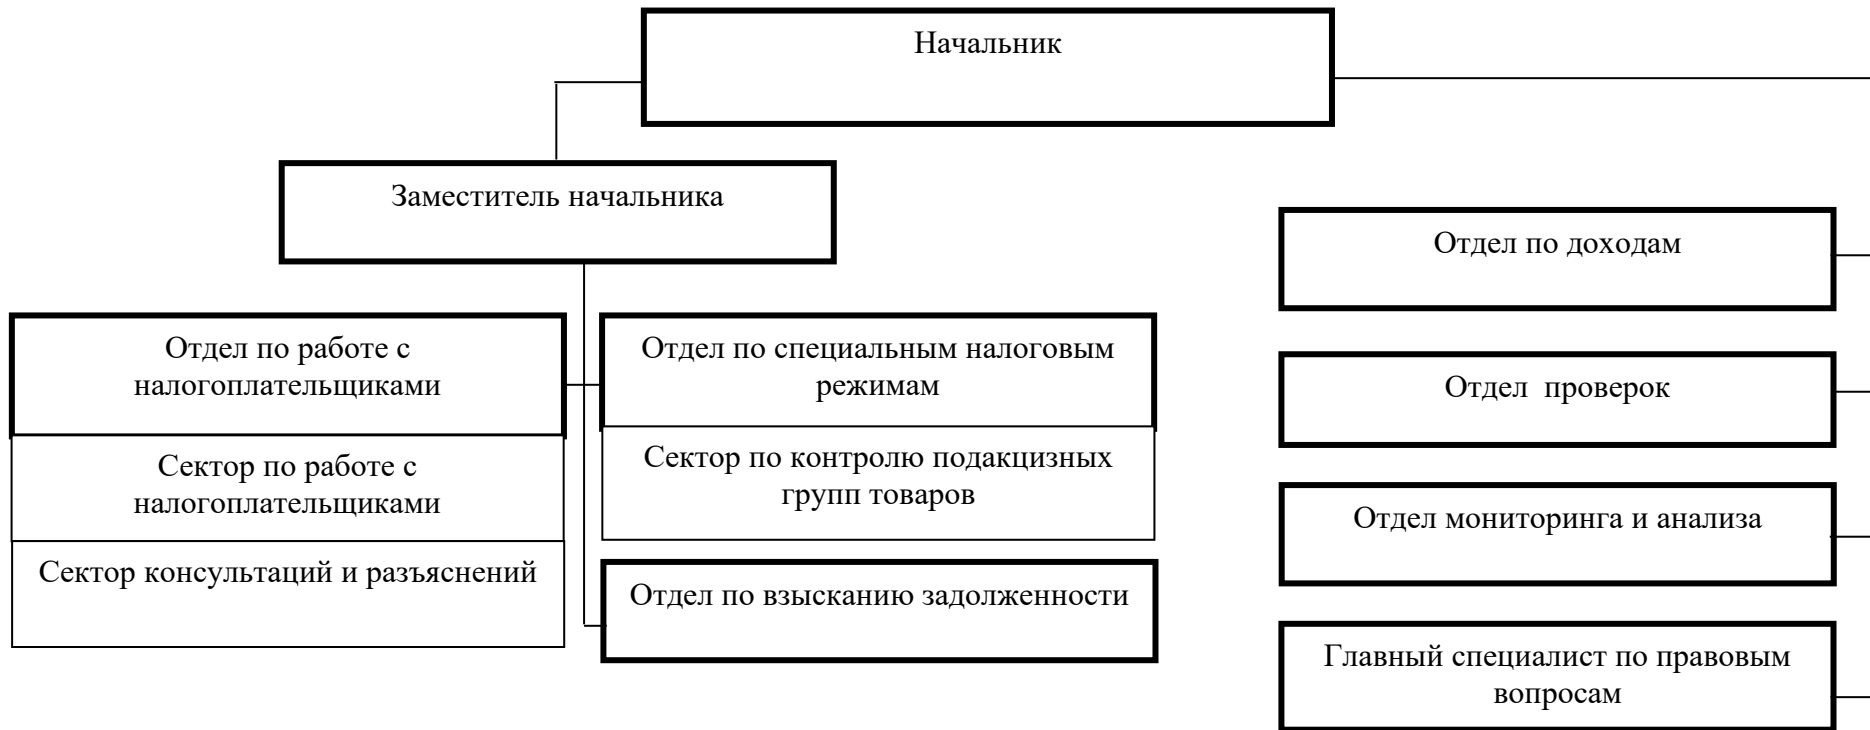 Начальник
Заместитель начальника
Отдел по работе с
налогоплательщиками
Сектор по работе с
налогоплательщиками
Сектор консультаций и разъяснений
Отдел по специальным налоговым
режимам
Сектор по контролю подакцизных
групп товаров
Отдел по взысканию задолженности
Отдел по доходам
Отдел проверок
Отдел мониторинга и анализа
Главный специалист по правовым
вопросам